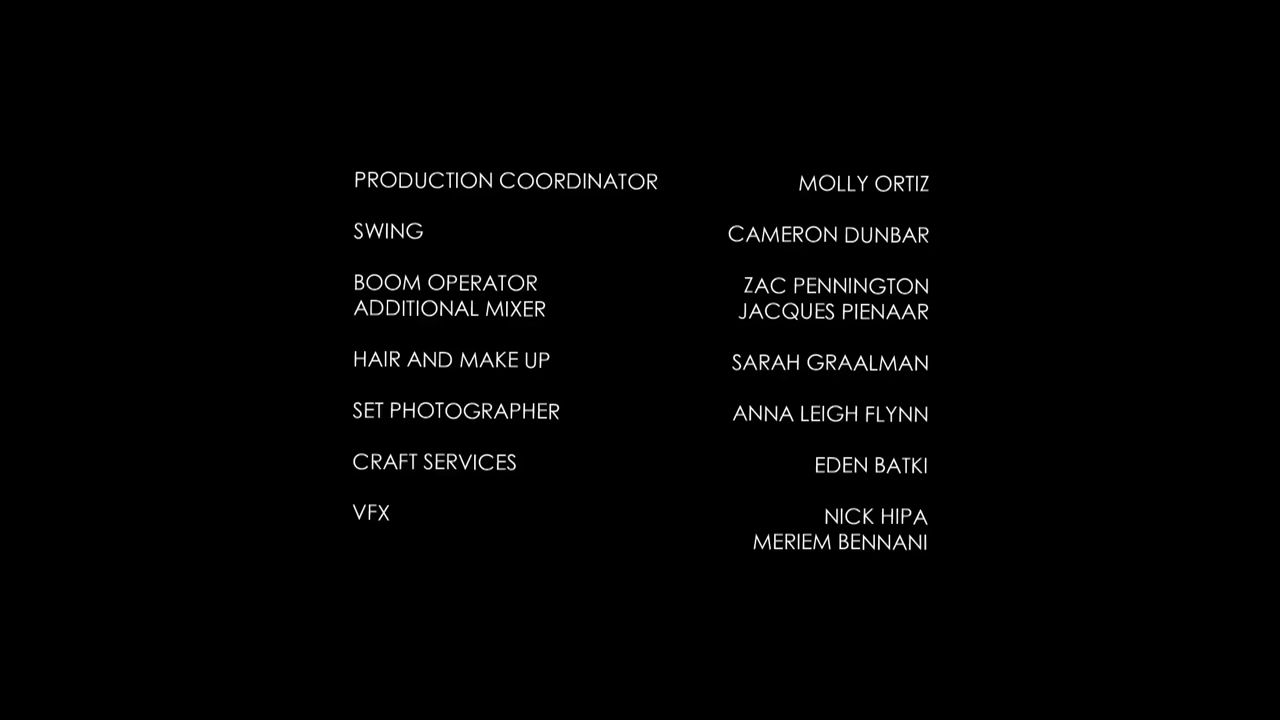 PRODUCTION COORDINATOR MOLLY ORTIZ
SWING CAMERON DUNBAR
BOOM OPERATOR ZAC PENNINGTON
ADDITIONAL MIXER JACQUES PIENAAR
HAIR AND MAKE UP SARAH GRAALMAN
SET PHOTOGRAPHER ANNA LEIGH FLYNN
CRAFT SERVICES EDEN BATKI
VFX NICK HIPA
MERIEM BENNANI